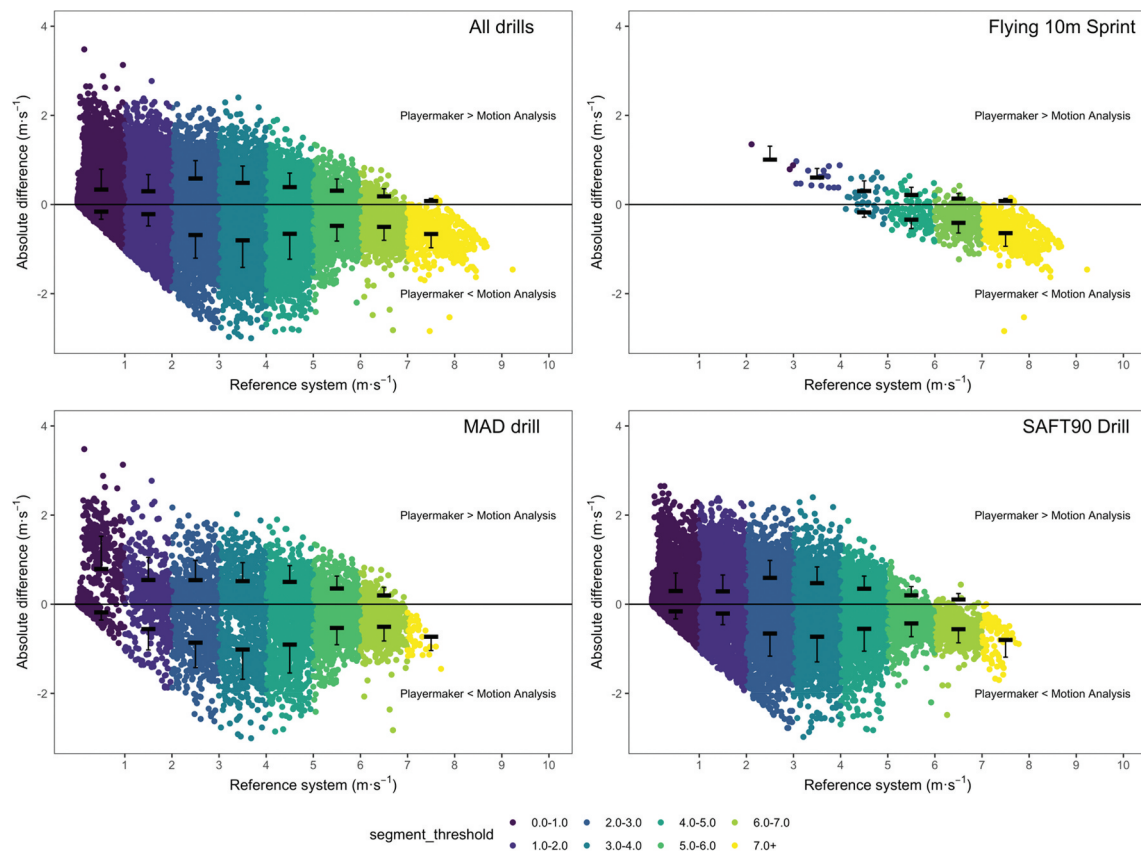 All drills
Absolute difference (m·s⁻¹)
4
2
0
-2
Playermaker > Motion Analysis
Playermaker < Motion Analysis
1 2 3 4 5 6 7 8 9 10
Reference system (m·s⁻¹)
Flying 10m Sprint
Absolute difference (m·s⁻¹)
4
2
0
-2
Playermaker > Motion Analysis
Playermaker < Motion Analysis
1 2 3 4 5 6 7 8 9 10
Reference system (m·s⁻¹)
MAD drill
Absolute difference (m·s⁻¹)
4
2
0
-2
Playermaker > Motion Analysis
Playermaker < Motion Analysis
1 2 3 4 5 6 7 8 9 10
Reference system (m·s⁻¹)
SAFT90 Drill
Absolute difference (m·s⁻¹)
4
2
0
-2
Playermaker > Motion Analysis
Playermaker < Motion Analysis
1 2 3 4 5 6 7 8 9 10
Reference system (m·s⁻¹)
segment_threshold
0.0-1.0 2.0-3.0 4.0-5.0 6.0-7.0
1.0-2.0 3.0-4.0 5.0-6.0 7.0+